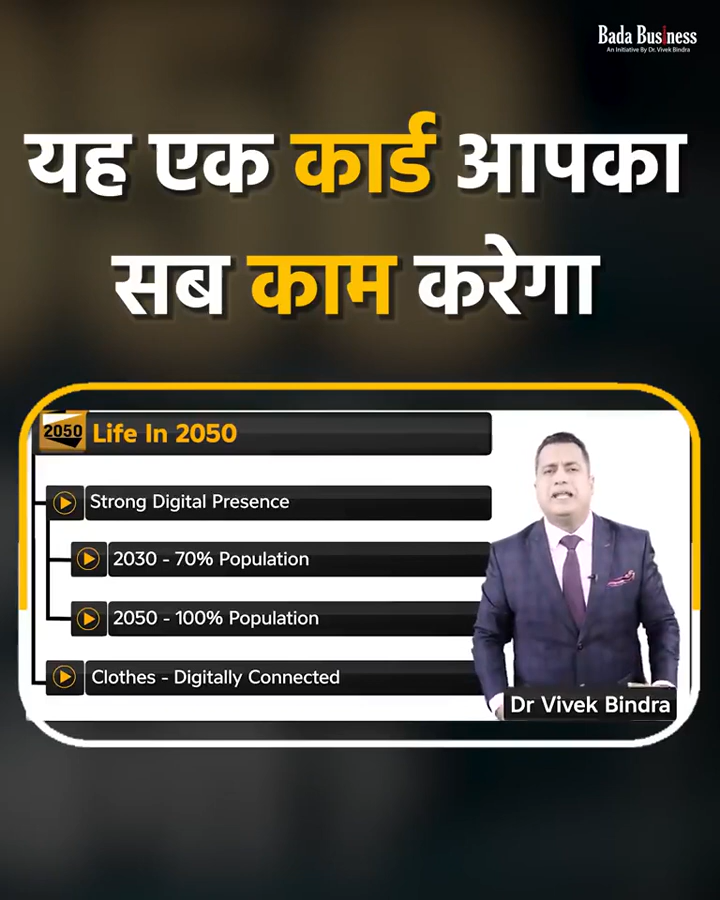 Bada Business
An Initiative By Dr. Vivek Bindra
यह एक कार्ड आपका
सब काम करेगा
2050 Life In 2050
Strong Digital Presence
2030 - 70% Population
2050 - 100% Population
Clothes - Digitally Connected
Dr Vivek Bindra